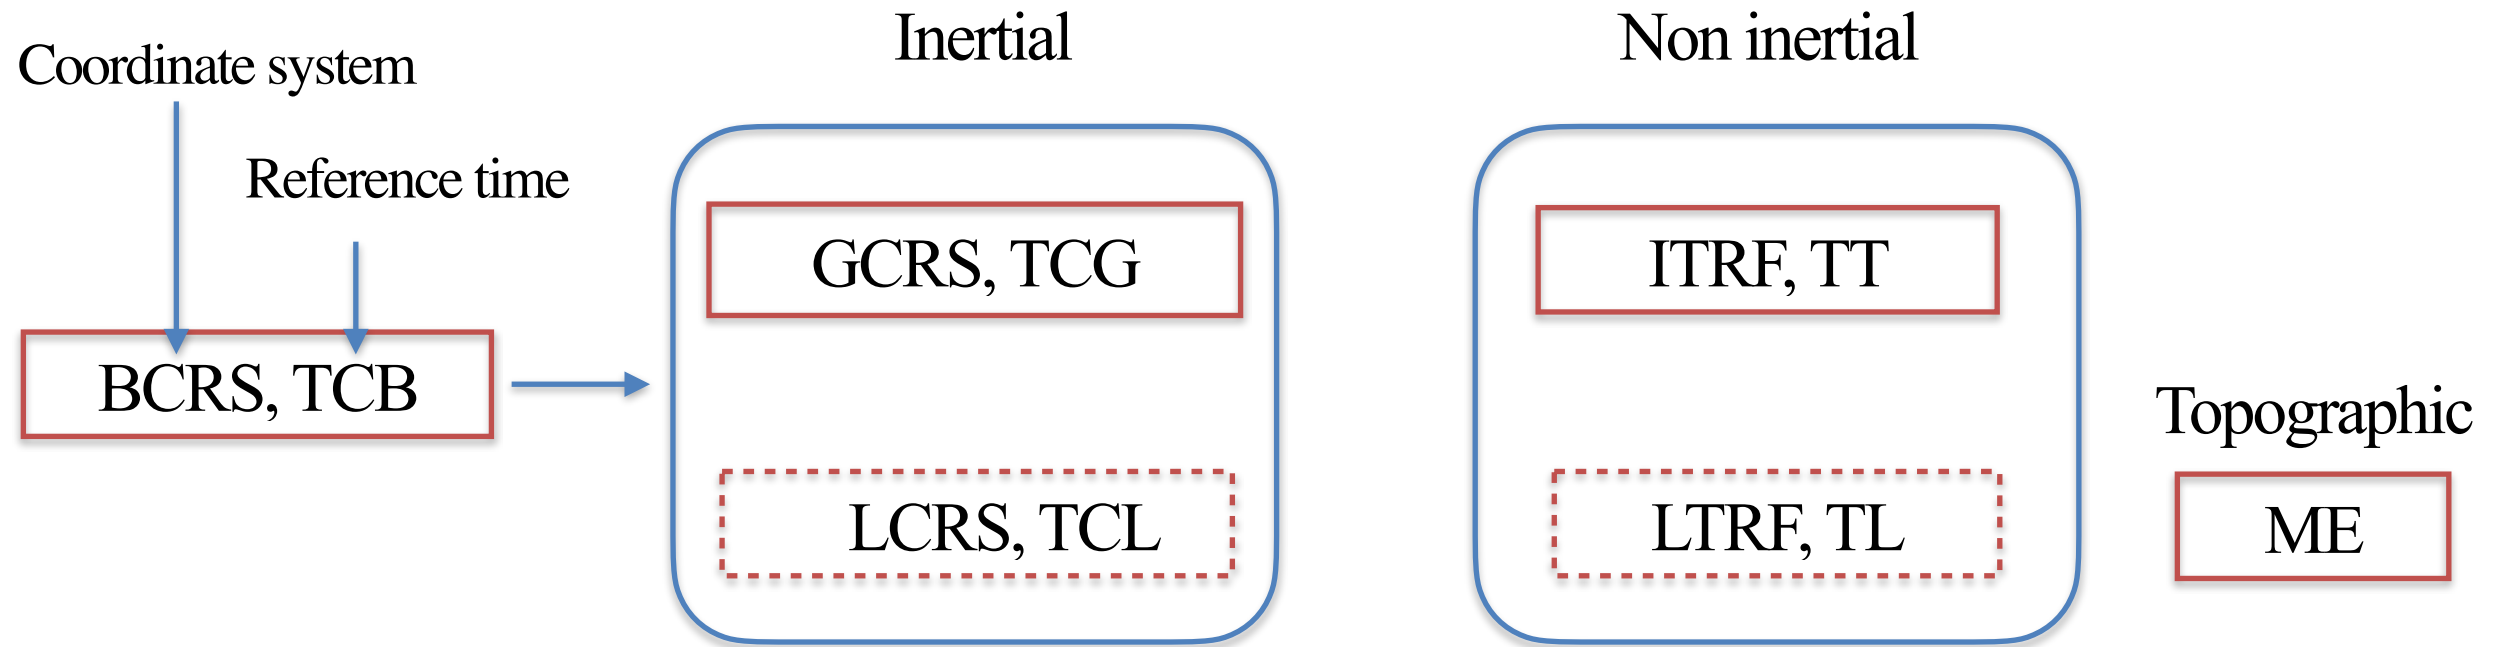 Coordinate system
Reference time
BCRS, TCB
Inertial
GCRS, TCG
LCRS, TCL
Non inertial
ITRF, TT
LTRF, TL
Topographic
ME